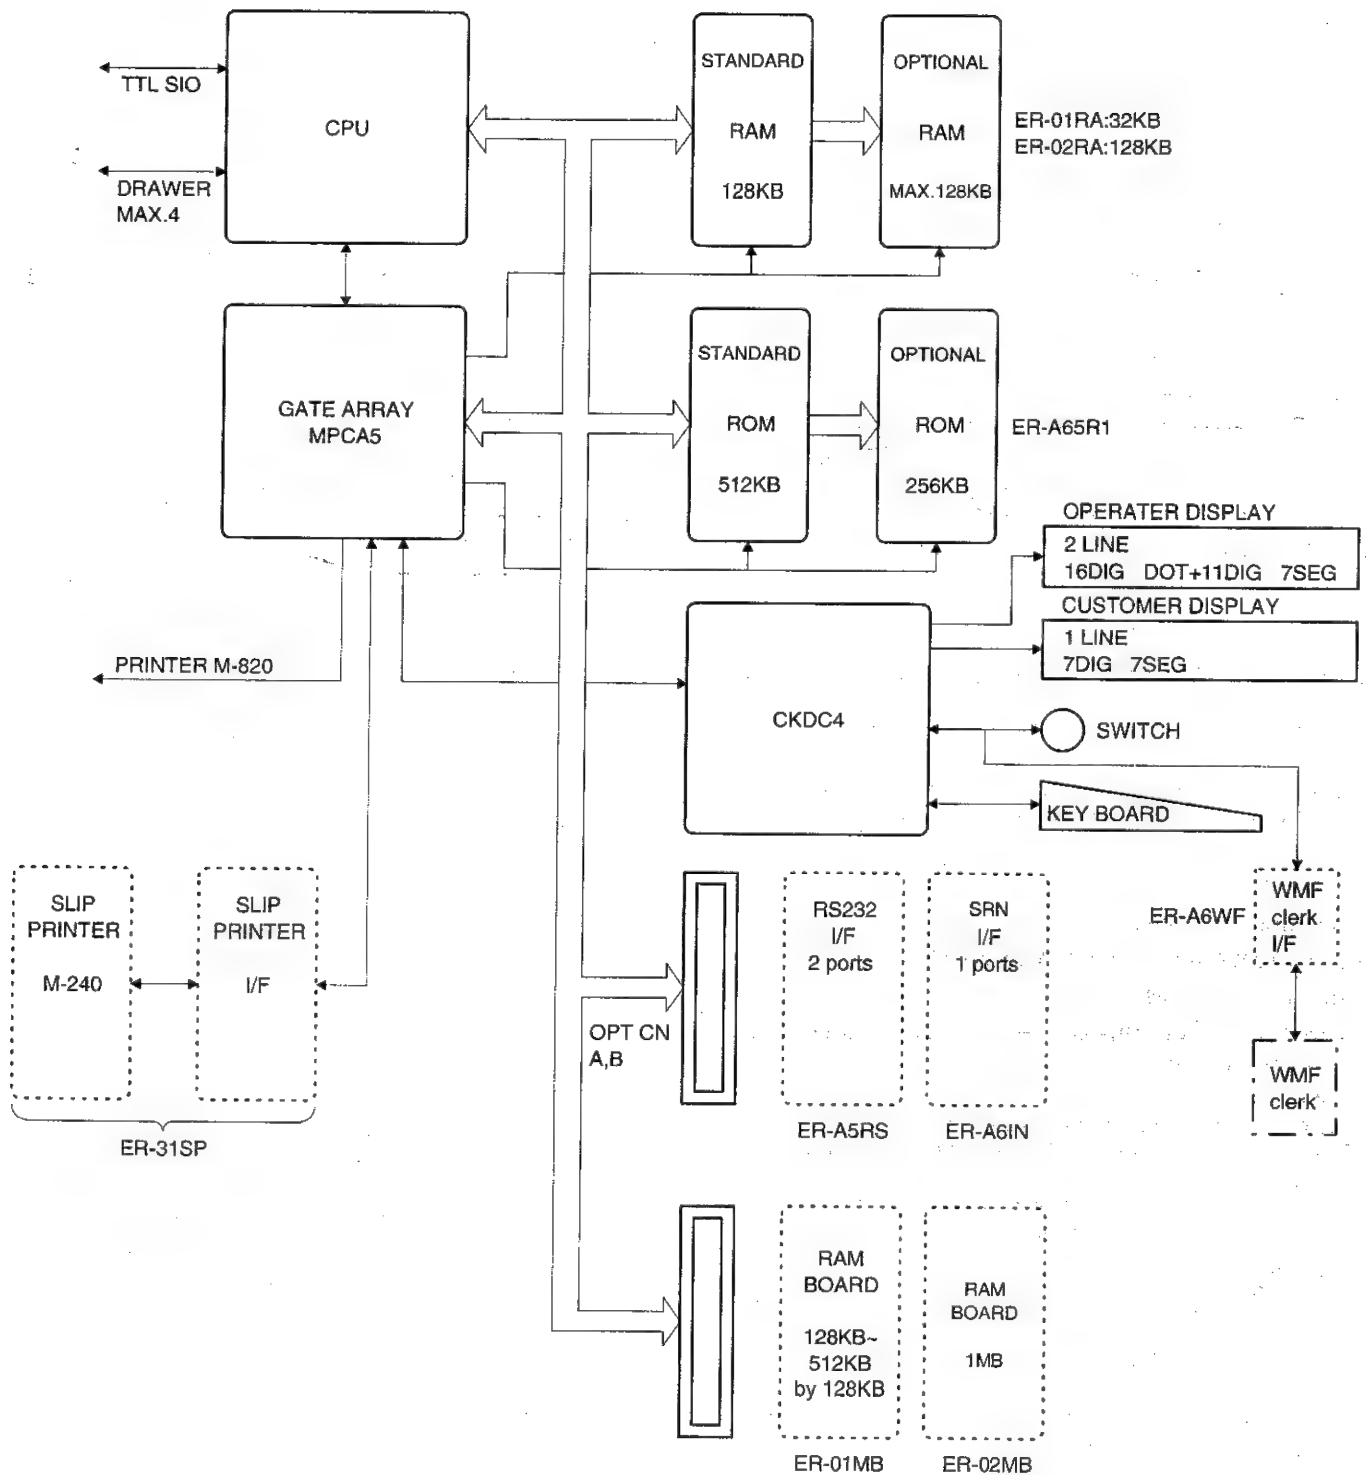 TTL SIO
DRAWER
MAX.4
CPU
STANDARD
RAM
128KB
OPTIONAL
RAM
MAX.128KB
ER-01RA:32KB
ER-02RA:128KB
GATE ARRAY
MPCA5
STANDARD
ROM
512KB
OPTIONAL
ROM
256KB
ER-A65R1
OPERATER DISPLAY
2 LINE
16DIG DOT+11DIG 7SEG
CUSTOMER DISPLAY
1 LINE
7DIG 7SEG
PRINTER M-820
CKDC4
SWITCH
KEY BOARD
SLIP
PRINTER
M-240
SLIP
PRINTER
I/F
ER-31SP
OPT CN
A,B
RS232
I/F
2 ports
ER-A5RS
SRN
I/F
1 ports
ER-A6IN
ER-A6WF
WMF
clerk
I/F
WMF
clerk
RAM
BOARD
128KB~
512KB
by 128KB
ER-01MB
RAM
BOARD
1MB
ER-02MB